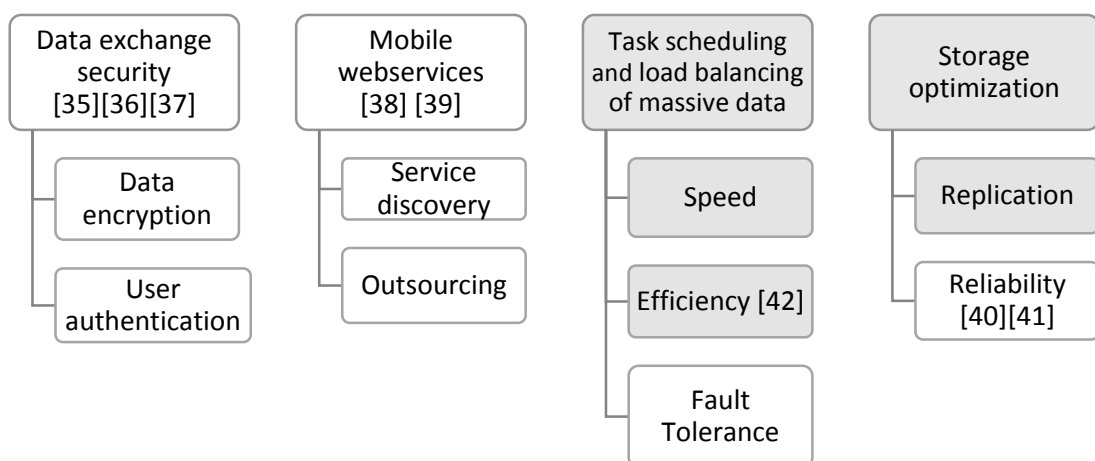 Data exchange
security
[35][36][37]
Data
encryption
User
authentication
Mobile
webservices
[38] [39]
Service
discovery
Outsourcing
Task scheduling
and load balancing
of massive data
Speed
Efficiency [42]
Fault
Tolerance
Storage
optimization
Replication
Reliability
[40][41]